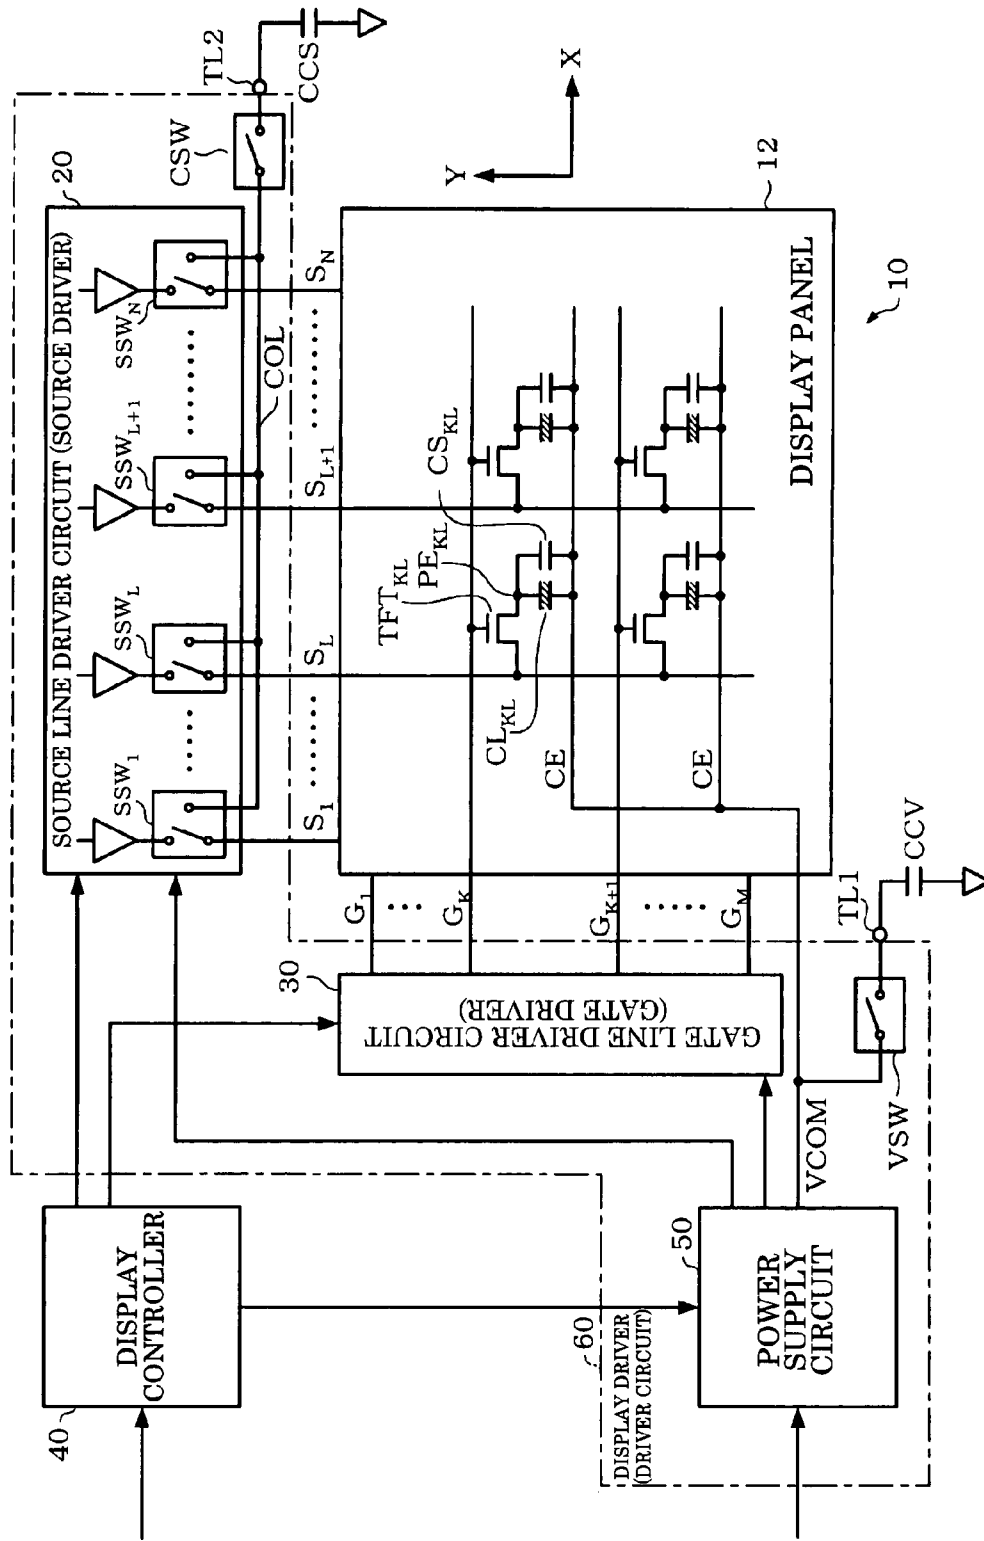 40
DISPLAY
CONTROLLER
SOURCE LINE DRIVER CIRCUIT (SOURCE DRIVER)
20
SSW1
SSWL
SSWL+1
SSWN
COL
CSW
TL2
CCS
S1
SL
SL+1
SN
Y
X
60
DISPLAY DRIVER
(DRIVER CIRCUIT)
30
GATE LINE DRIVER CIRCUIT
(GATE DRIVER)
G1
GK
GK+1
GM
TFTKL
PEKL
CSKL
CLKL
CE
CE
DISPLAY PANEL
12
10
50
POWER
SUPPLY
CIRCUIT
VCOM
VSW
TL1
CCV